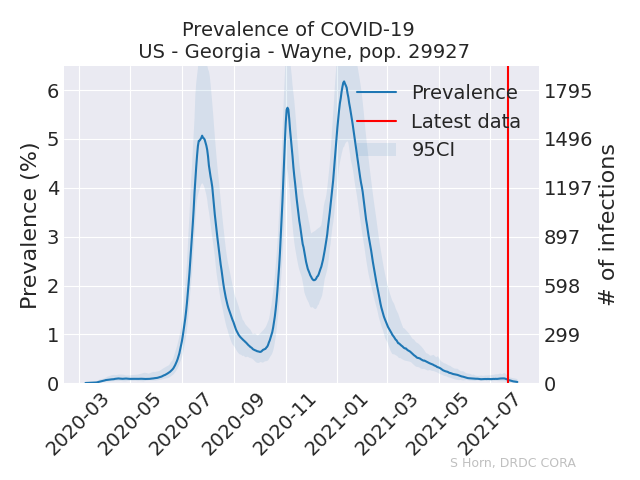 Prevalence of COVID-19
US - Georgia - Wayne, pop. 29927
Prevalence
Latest data
95CI
Prevalence (%)
6
5
4
3
2
1
0
1795
1496
1197
897
598
299
0
# of infections
2020-03
2020-05
2020-07
2020-09
2020-11
2021-01
2021-03
2021-05
2021-07
S Horn, DRDC CORA